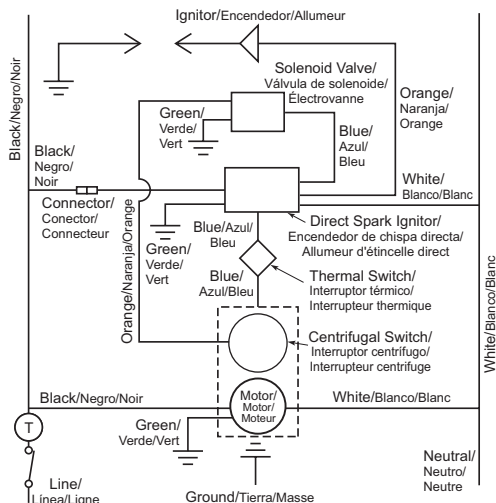 Ignitor/Encendedor/Allumeur
Black/Negro/Noir
Solenoid Valve/
Válvula de solenoide/
Électrovanne
Orange/
Naranja/
Orange
Green/
Verde/
Vert
Blue/
Azul/
Bleu
Black/
Negro/
Noir
White/
Blanco/Blanc
Connector/
Conector/
Connecteur
Green/
Verde/
Vert
Blue/Azul/
Bleu
Direct Spark Ignitor/
Encendedor de chispa directa/
Allumeur d'étincelle direct
Orange/Naranja/Orange
Blue/
Azul/Bleu
Thermal Switch/
Interruptor térmico/
Interrupteur thermique
White/Blanco/Blanc
Centrifugal Switch/
Interruptor centrífugo/
Interrupteur centrifuge
Black/Negro/Noir
Motor/
Motor/
Moteur
White/Blanco/Blanc
T
Green/
Verde/Vert
Neutral/
Neutro/
Neutre
Line/
Línea/Ligne
Ground/Tierra/Masse